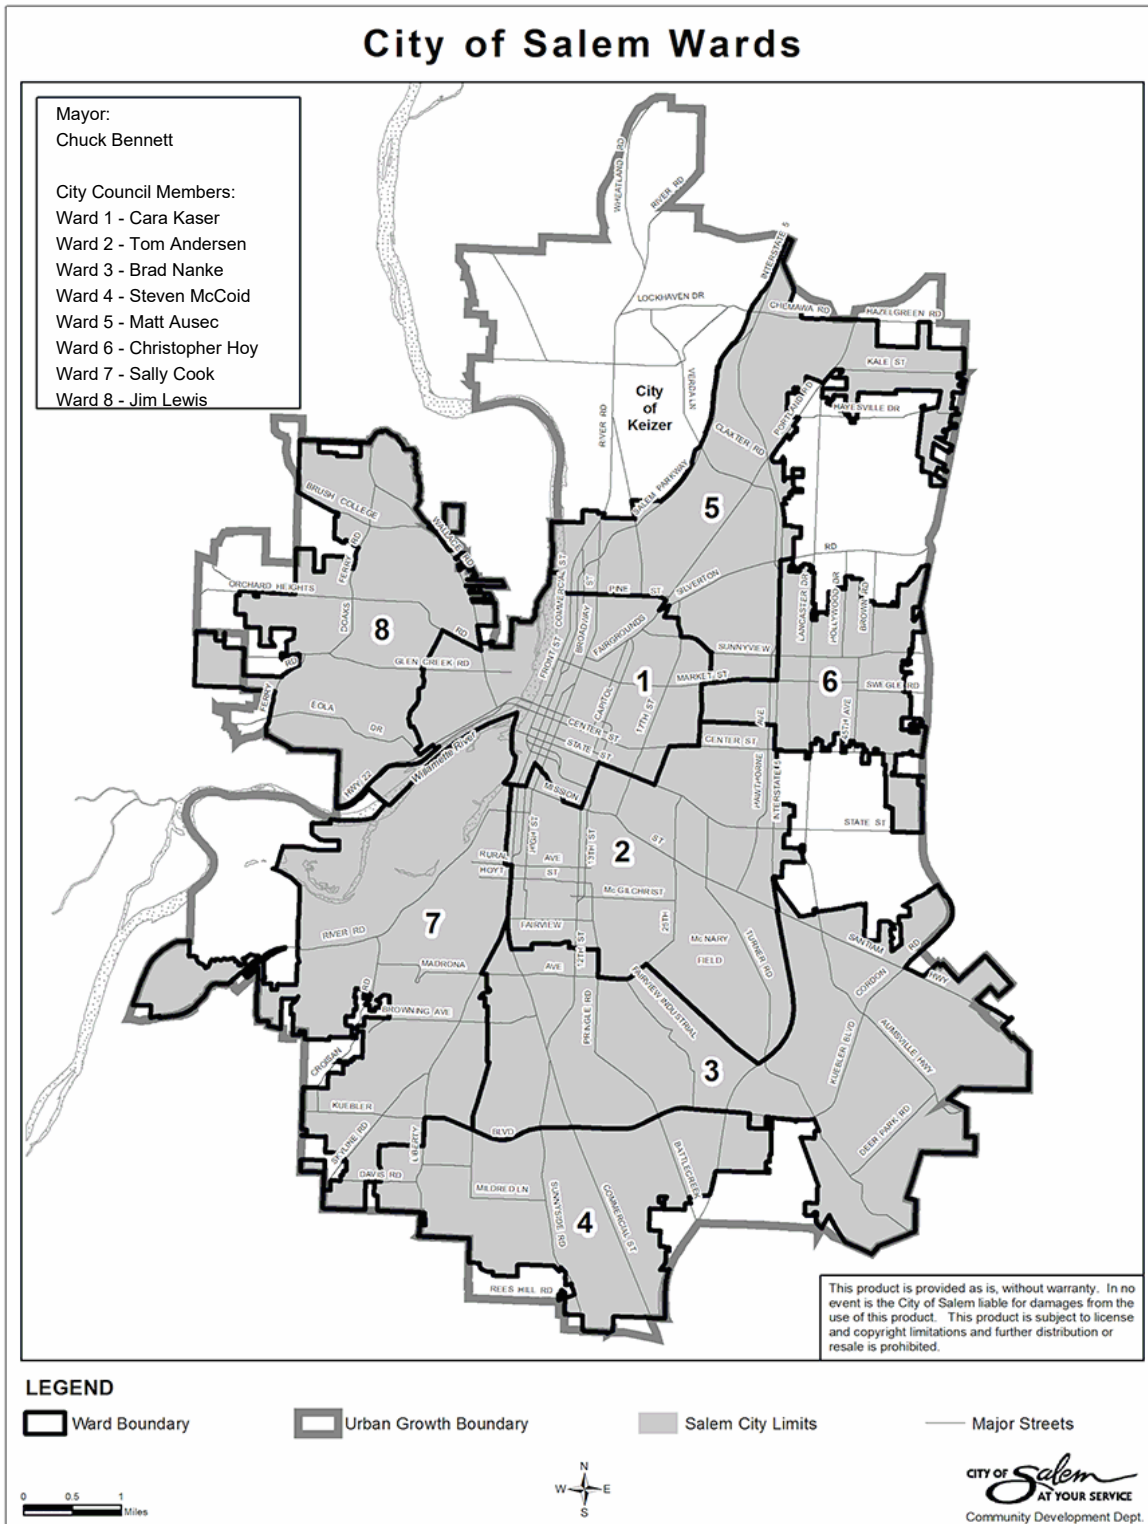 City of Salem Wards
Mayor:
Chuck Bennett
City Council Members:
Ward 1 - Cara Kaser
Ward 2 - Tom Andersen
Ward 3 - Brad Nanke
Ward 4 - Steven McCoid
Ward 5 - Matt Ausec
Ward 6 - Christopher Hoy
Ward 7 - Sally Cook
Ward 8 - Jim Lewis
WHEATLAND RD
RIVER RD
INTERSTATE 5
LOCKHAVEN DR
CHEMAWA RD
HAZELGREEN RD
KALE ST
VERDA LN
City
of
Keizer
RIVER RD
PORTLAND RD
HAYESVILLE DR
CLAXTER RD
SALEM PARKWAY
5
BRUSH COLLEGE
RD
WALLACE RD
ORCHARD HEIGHTS
RD
DOAKS FERRY RD
8
GLEN CREEK RD
RD
FERRY
EOLA
DR
HWY 22
Willamette River
FRONT ST
COMMERCIAL ST
BROADWAY
ST
PINE ST
SILVERTON
RD
FAIRGROUNDS
LANCASTER DR
HOLLYWOOD DR
BROWN RD
SUNNYVIEW
1
MARKET ST
6
SWEGLE RD
CAPITOL
17TH ST
45TH AVE
CENTER ST
STATE ST
CENTER ST
HAWTHORNE AVE
INTERSTATE 5
MISSION
ST
STATE ST
HIGH ST
13TH ST
2
RURAL AVE
HOYT ST
McGILCHRIST
25TH
7
FAIRVIEW
12TH ST
McNARY
FIELD
TURNER RD
SANTIAM
HWY
RIVER RD
MADRONA AVE
CORDON
RD
CROISAN
RD
BROWNING AVE
PRINGLE RD
FAIRVIEW INDUSTRIAL
3
KUEBLER BLVD
AUMSVILLE HWY
DEER PARK RD
KUEBLER
BLVD
SKYLINE RD
LIBERTY
DAVIS RD
MILDRED LN
SUNNYSIDE RD
COMMERCIAL ST
BATTLECREEK
4
REES HILL RD
This product is provided as is, without warranty. In no
event is the City of Salem liable for damages from the
use of this product. This product is subject to license
and copyright limitations and further distribution or
resale is prohibited.
LEGEND
Ward Boundary
Urban Growth Boundary
Salem City Limits
Major Streets
0 0.5 1
Miles
N
W E
S
CITY OF Salem
AT YOUR SERVICE
Community Development Dept.